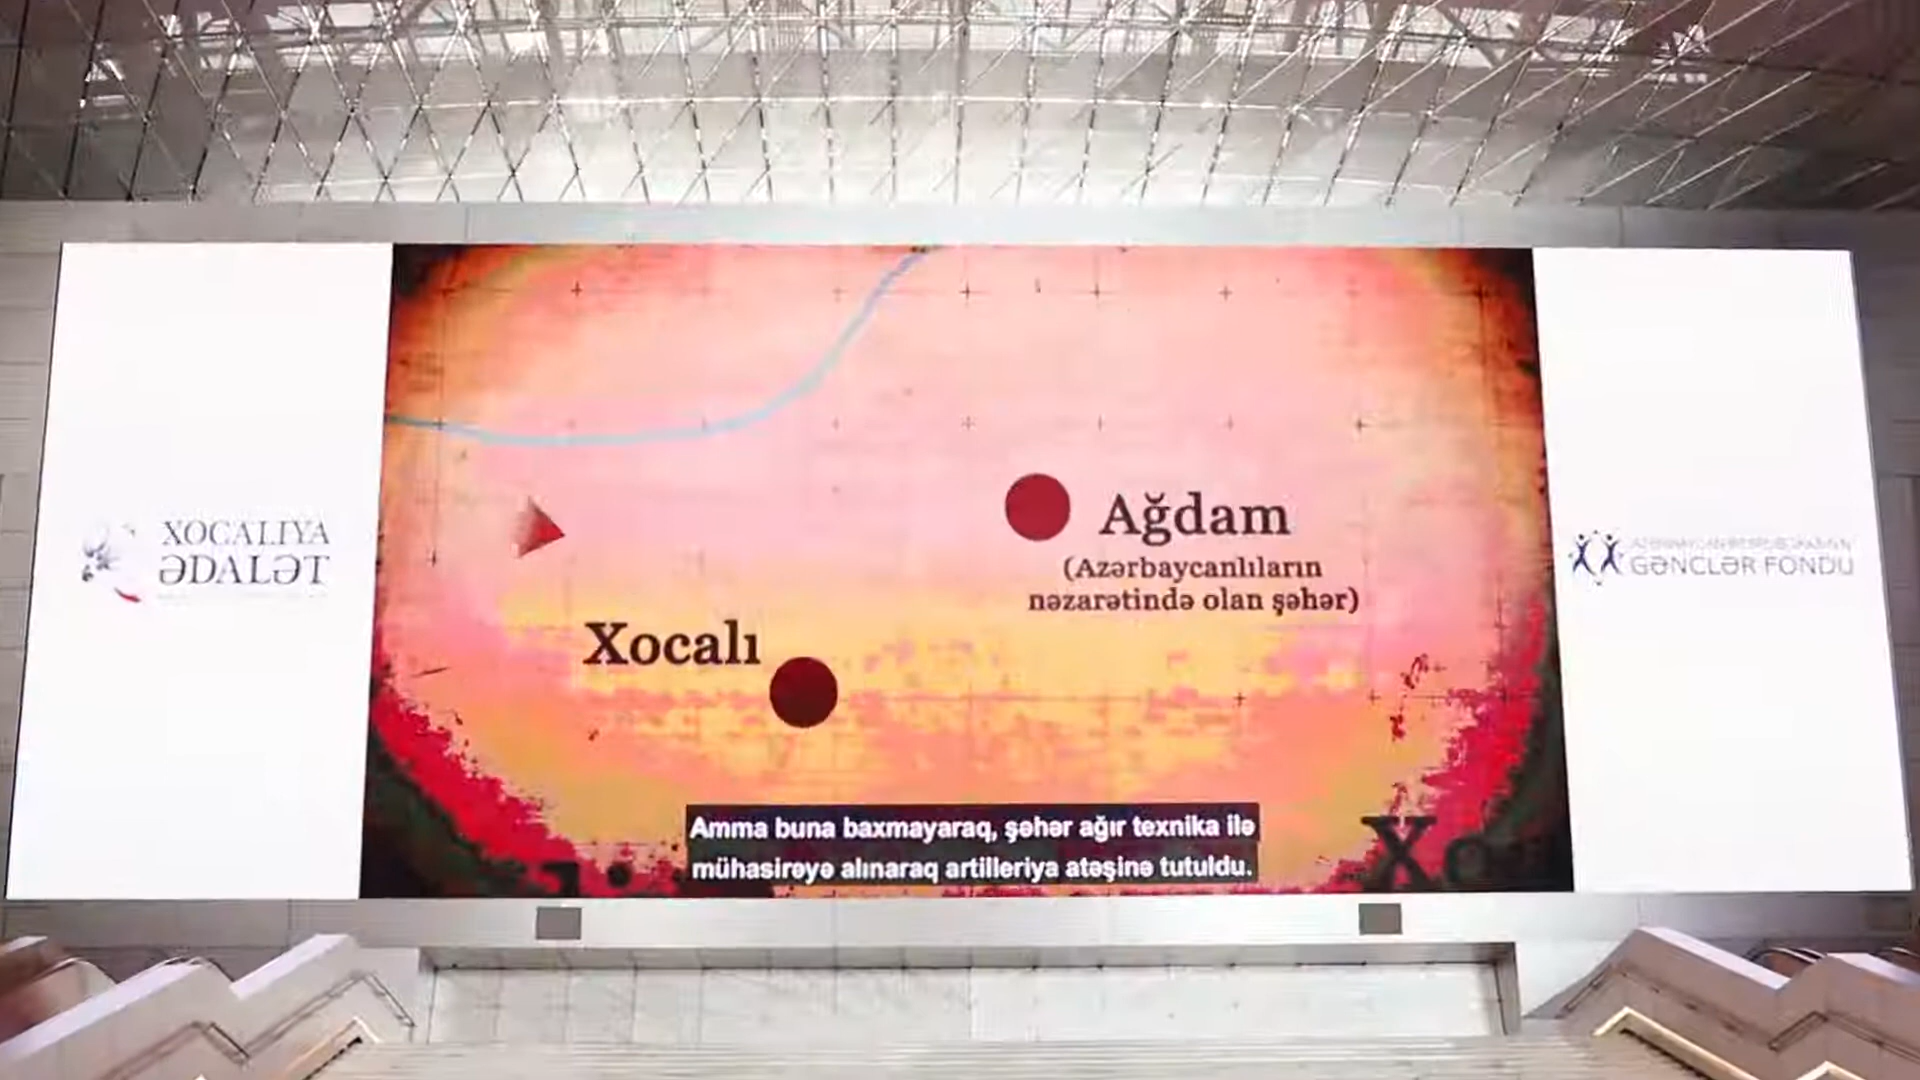 XOCALIYA
ƏDALƏT
Ağdam
(Azərbaycanlıların
nəzarətində olan şəhər)
Xocalı
Amma buna baxmayaraq, şəhər ağır texnika ilə
mühasirəyə alınaraq artilleriya atəşinə tutuldu.
GƏNCLƏR FONDU